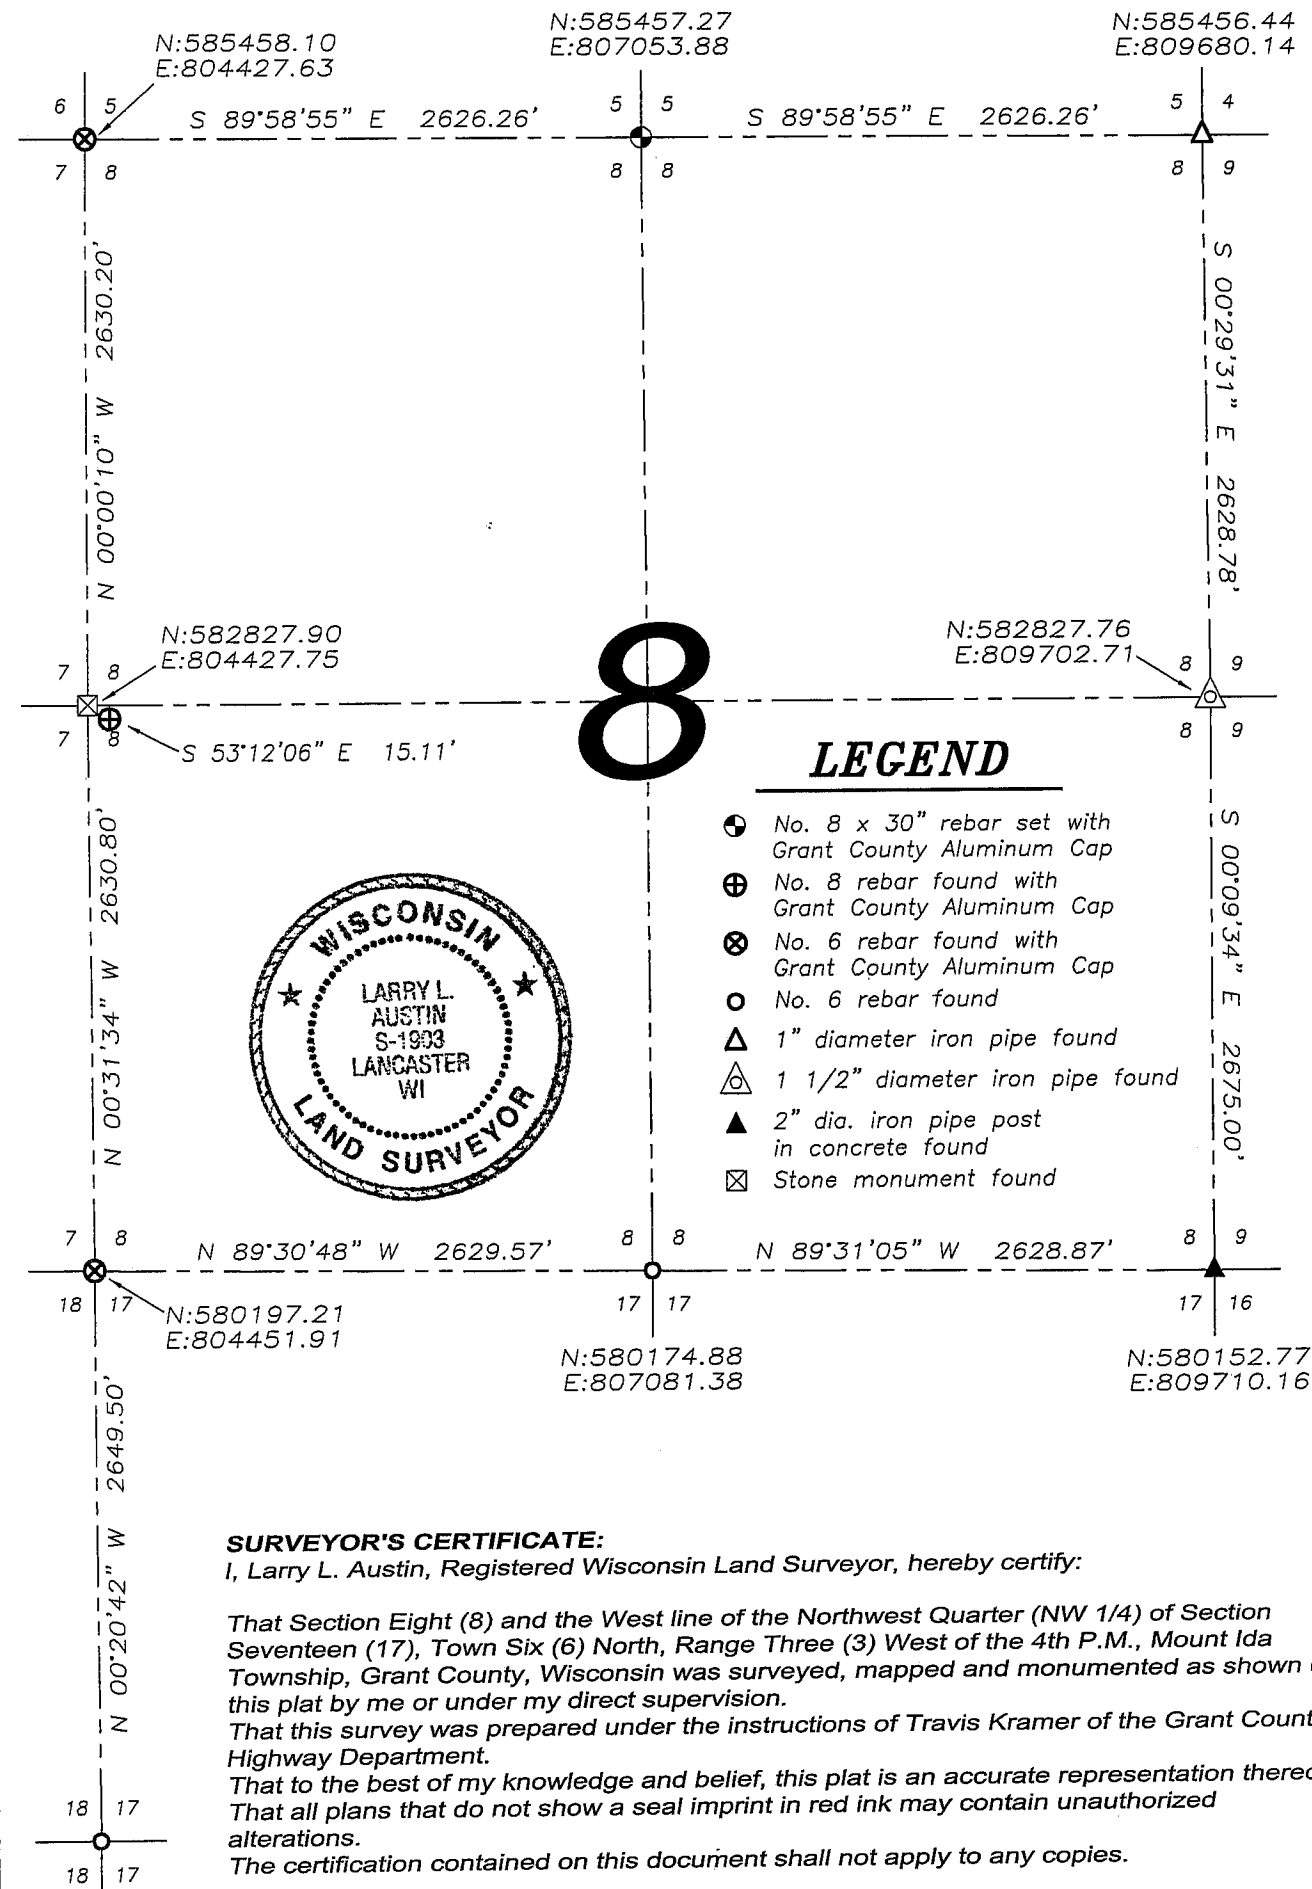 N:585458.10
E:804427.63
N:585457.27
E:807053.88
N:585456.44
E:809680.14
6 5
7 8
S 89°58'55" E 2626.26'
5 5
8 8
S 89°58'55" E 2626.26'
5 4
8 9
N 00°00'10" W 2630.20'
S 00°29'31" E 2628.78'
N:582827.90
E:804427.75
7 8
7 8
S 53°12'06" E 15.11'
8
N:582827.76
E:809702.71
8 9
8 9
LEGEND
No. 8 x 30" rebar set with
Grant County Aluminum Cap
No. 8 rebar found with
Grant County Aluminum Cap
No. 6 rebar found with
Grant County Aluminum Cap
No. 6 rebar found
1" diameter iron pipe found
1 1/2" diameter iron pipe found
2" dia. iron pipe post
in concrete found
Stone monument found
N 00°31'34" W 2630.80'
WISCONSIN
LARRY L.
AUSTIN
S-1903
LANCASTER
WI
LAND SURVEYOR
S 00°09'34" E 2675.00'
7 8
18 17
N 89°30'48" W 2629.57'
8 8
17 17
N 89°31'05" W 2628.87'
8 9
17 16
N:580197.21
E:804451.91
N:580174.88
E:807081.38
N:580152.77
E:809710.16
N 00°20'42" W 2649.50'
18 17
18 17
SURVEYOR'S CERTIFICATE:
I, Larry L. Austin, Registered Wisconsin Land Surveyor, hereby certify:
That Section Eight (8) and the West line of the Northwest Quarter (NW 1/4) of Section
Seventeen (17), Town Six (6) North, Range Three (3) West of the 4th P.M., Mount Ida
Township, Grant County, Wisconsin was surveyed, mapped and monumented as shown
this plat by me or under my direct supervision.
That this survey was prepared under the instructions of Travis Kramer of the Grant Count
Highway Department.
That to the best of my knowledge and belief, this plat is an accurate representation thereo
That all plans that do not show a seal imprint in red ink may contain unauthorized
alterations.
The certification contained on this document shall not apply to any copies.